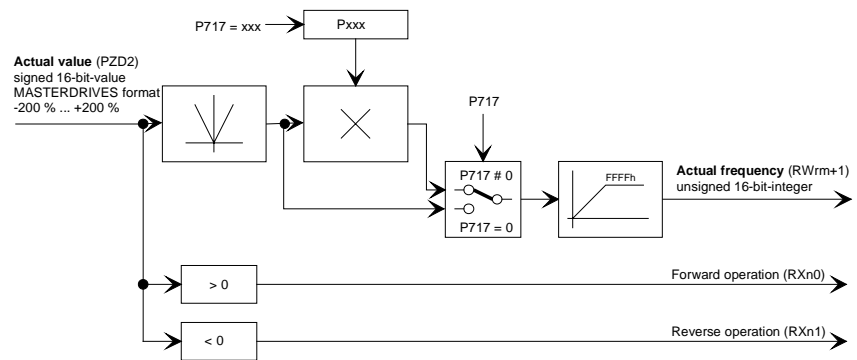 P717 = xxx
Pxxx
Actual value (PZD2)
signed 16-bit-value
MASTERDRIVES format
-200 % ... +200 %
P717
P717 # 0
P717 = 0
FFFFh
Actual frequency (RWrm+1)
unsigned 16-bit-integer
> 0
Forward operation (RXn0)
< 0
Reverse operation (RXn1)